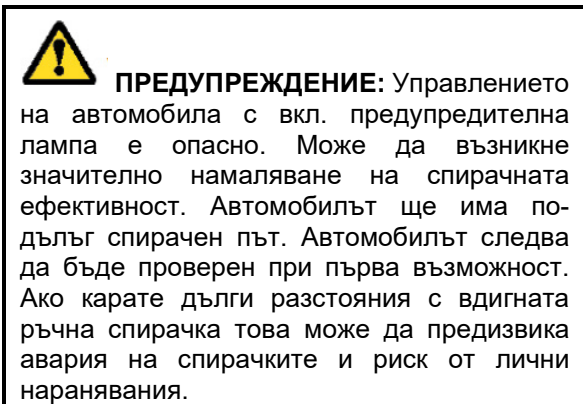 ПРЕДУПРЕЖДЕНИЕ: Управлението
на автомобила с вкл. предупредителна
лампа е опасно. Може да възникне
значително намаляване на спирачната
ефективност. Автомобилът ще има по-
дълъг спирачен път. Автомобилът следва
да бъде проверен при първа възможност.
Ако карате дълги разстояния с вдигната
ръчна спирачка това може да предизвика
авария на спирачките и риск от лични
наранявания.